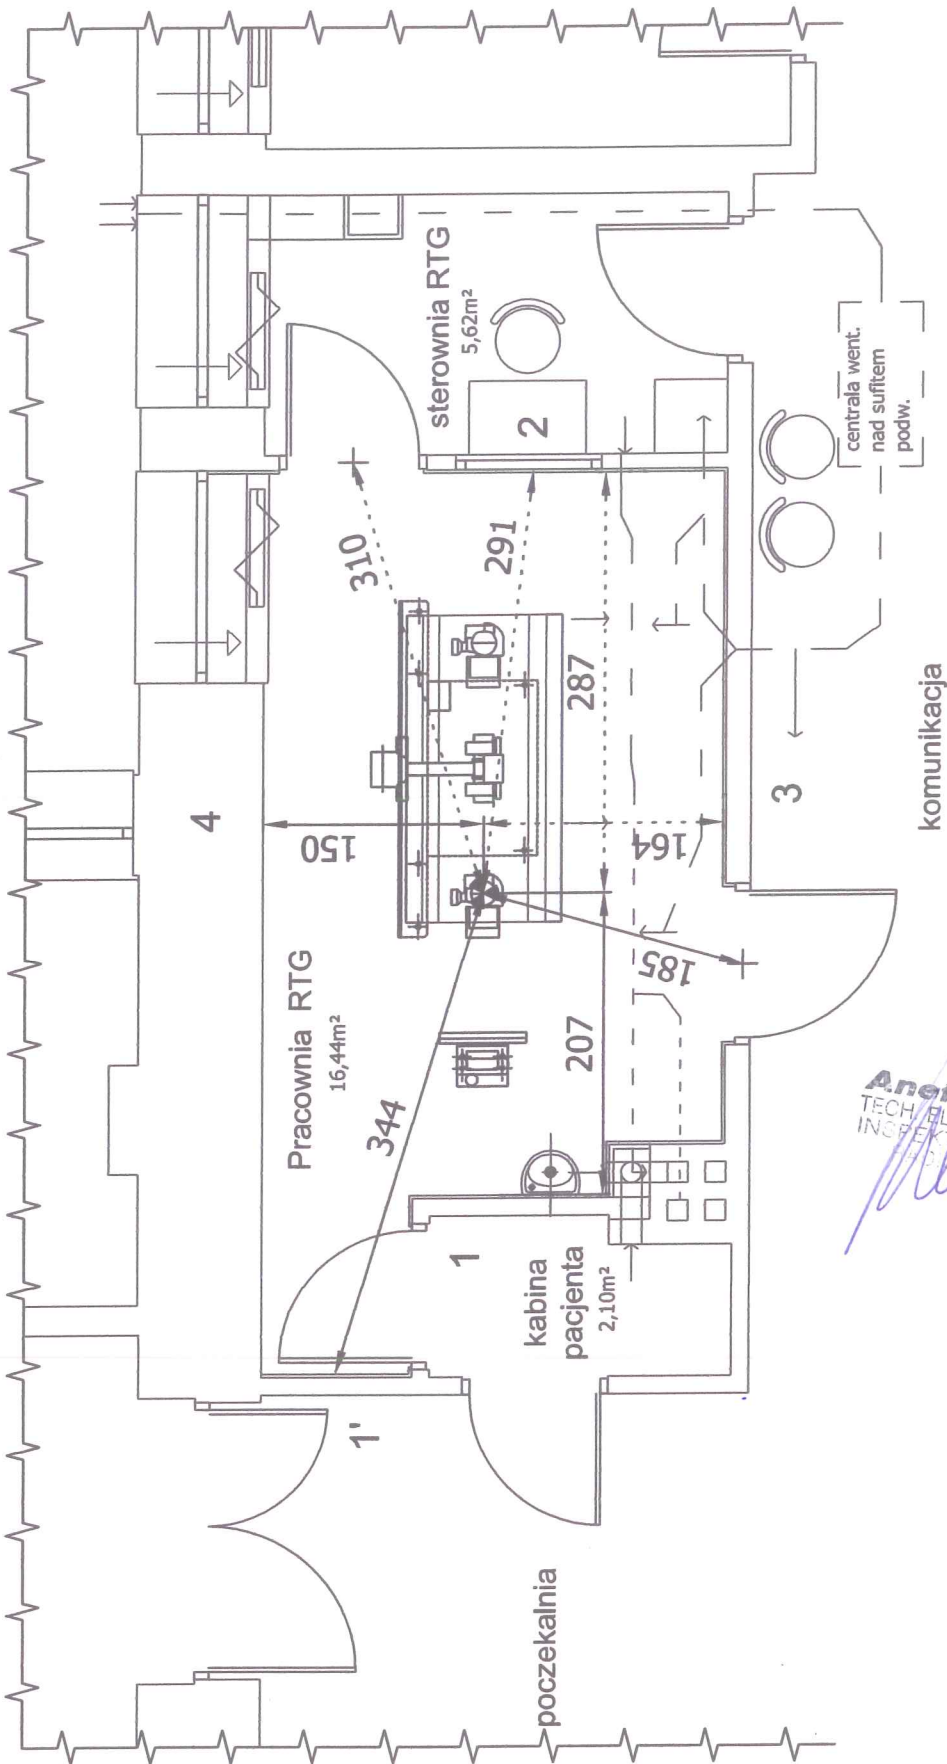 4
Pracownia RTG
16,44m²
sterownia RTG
5,62m²
2
310
291
287
150
164
344
207
185
1
1'
kabina
pacjenta
2,10m²
3
centrala went.
nad sufitem
podw.
poczekalnia
komunikacja
TECH.